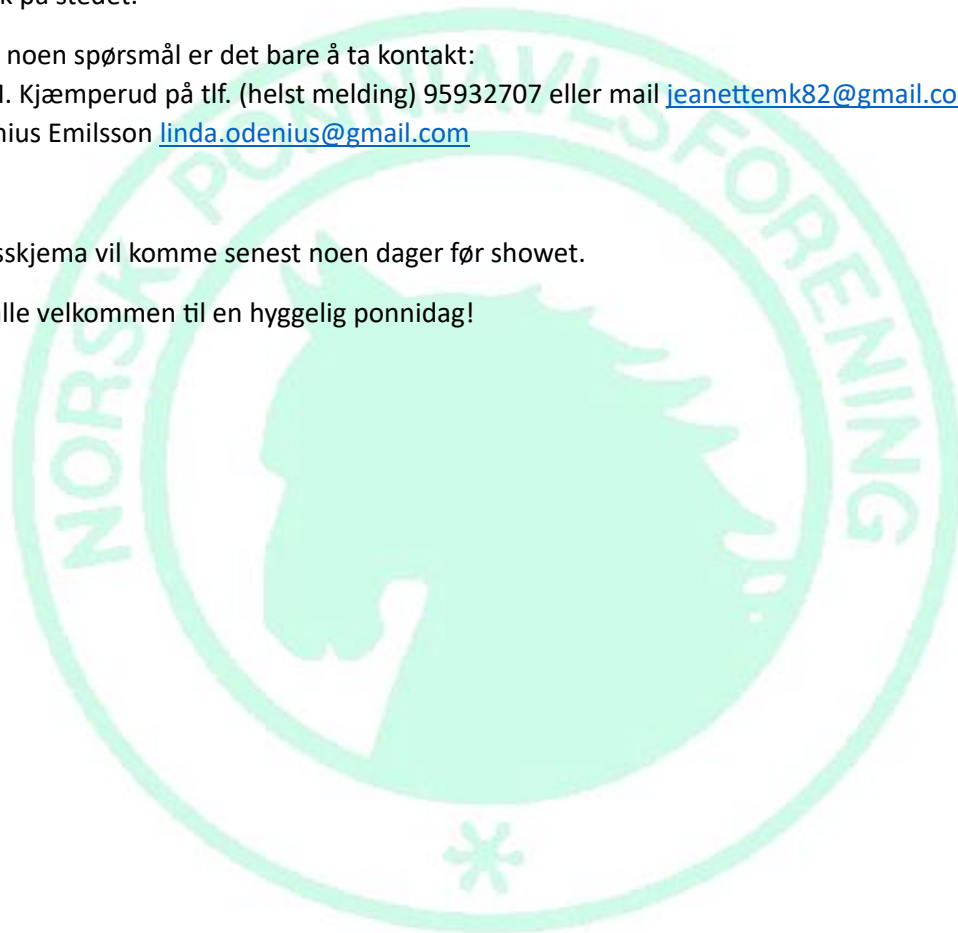 k på stedet.
noen spørsmål er det bare å ta kontakt:
. Kjæmperud på tlf. (helst melding) 95932707 eller mail jeanettemk82@gmail.co
nius Emilsson linda.odenius@gmail.com
sskjema vil komme senest noen dager før showet.
lle velkommen til en hyggelig ponnidag!
NORSK PONNIAVLSFORENING